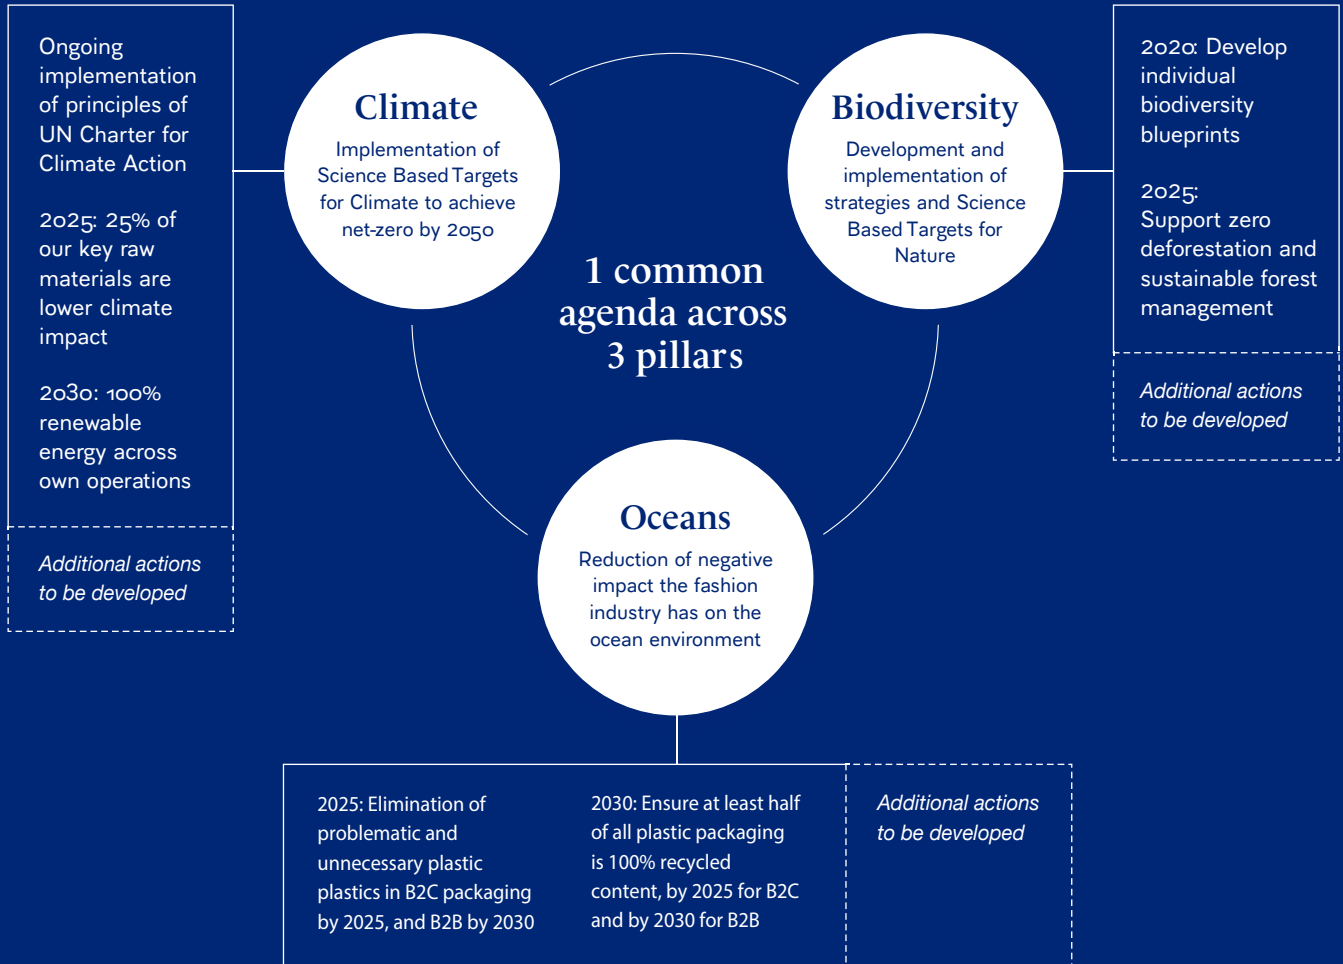 Ongoing
implementation
of principles of
UN Charter for
Climate Action
2025: 25% of
our key raw
materials are
lower climate
impact
2030: 100%
renewable
energy across
own operations
Additional actions
to be developed
Climate
Implementation of
Science Based Targets
for Climate to achieve
net-zero by 2050
1 common
agenda across
3 pillars
Biodiversity
Development and
implementation of
strategies and Science
Based Targets for
Nature
2020: Develop
individual
biodiversity
blueprints
2025:
Support zero
deforestation and
sustainable forest
management
Additional actions
to be developed
Oceans
Reduction of negative
impact the fashion
industry has on the
ocean environment
2025: Elimination of
problematic and
unnecessary plastic
plastics in B2C packaging
by 2025, and B2B by 2030
2030: Ensure at least half
of all plastic packaging
is 100% recycled
content, by 2025 for B2C
and by 2030 for B2B
Additional actions
to be developed